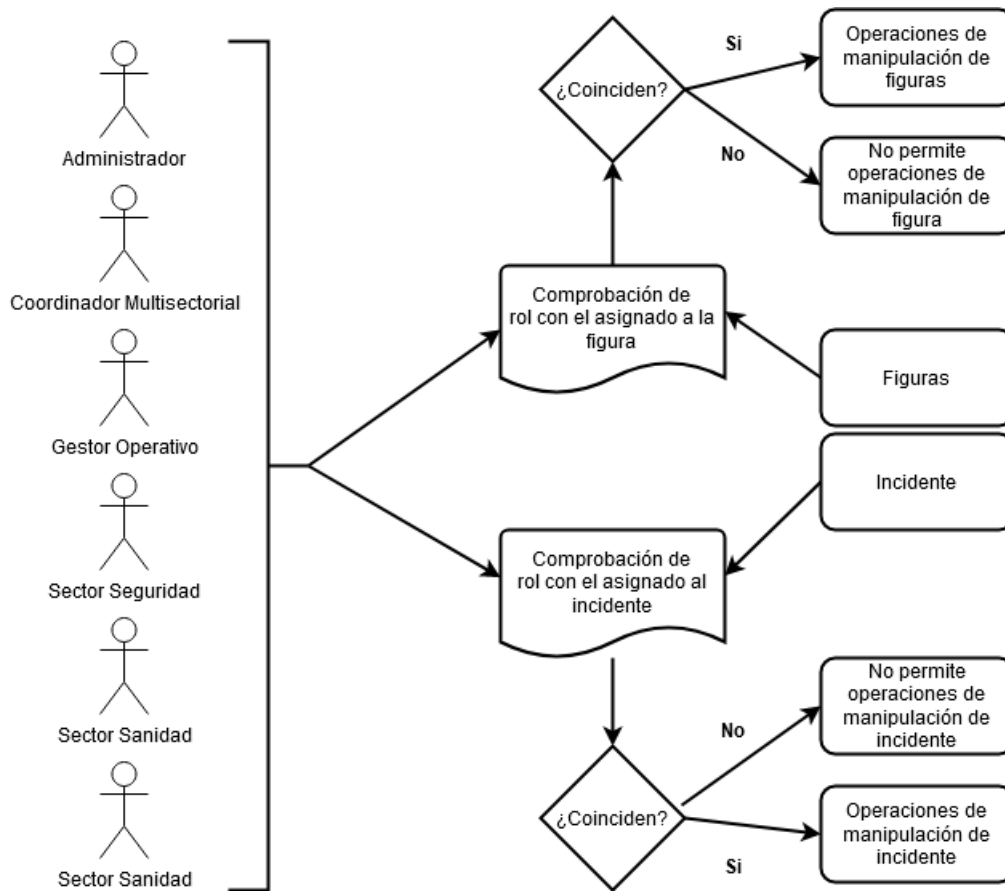 Administrador
Coordinador Multisectorial
Gestor Operativo
Sector Seguridad
Sector Sanidad
Sector Sanidad
Comprobación de
rol con el asignado a la
figura
¿Coinciden?
Si
No
Operaciones de
manipulación de
figuras
No permite
operaciones de
manipulación de
figura
Figuras
Incidente
Comprobación de
rol con el asignado al
incidente
¿Coinciden?
No
Si
No permite
operaciones de
manipulación de
incidente
Operaciones de
manipulación de
incidente